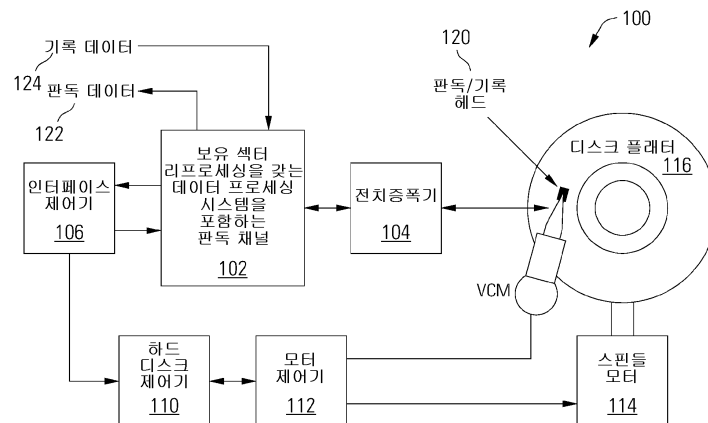 100
120
기록 데이터
124
판독 데이터
122
판독/기록
헤드
디스크 플래터
116
보유 섹터
리프로세싱을 갖는
데이터 프로세싱
시스템을
포함하는
판독 채널
102
인터페이스
제어기
106
전치증폭기
104
VCM
하드
디스크
제어기
110
모터
제어기
112
스핀들
모터
114